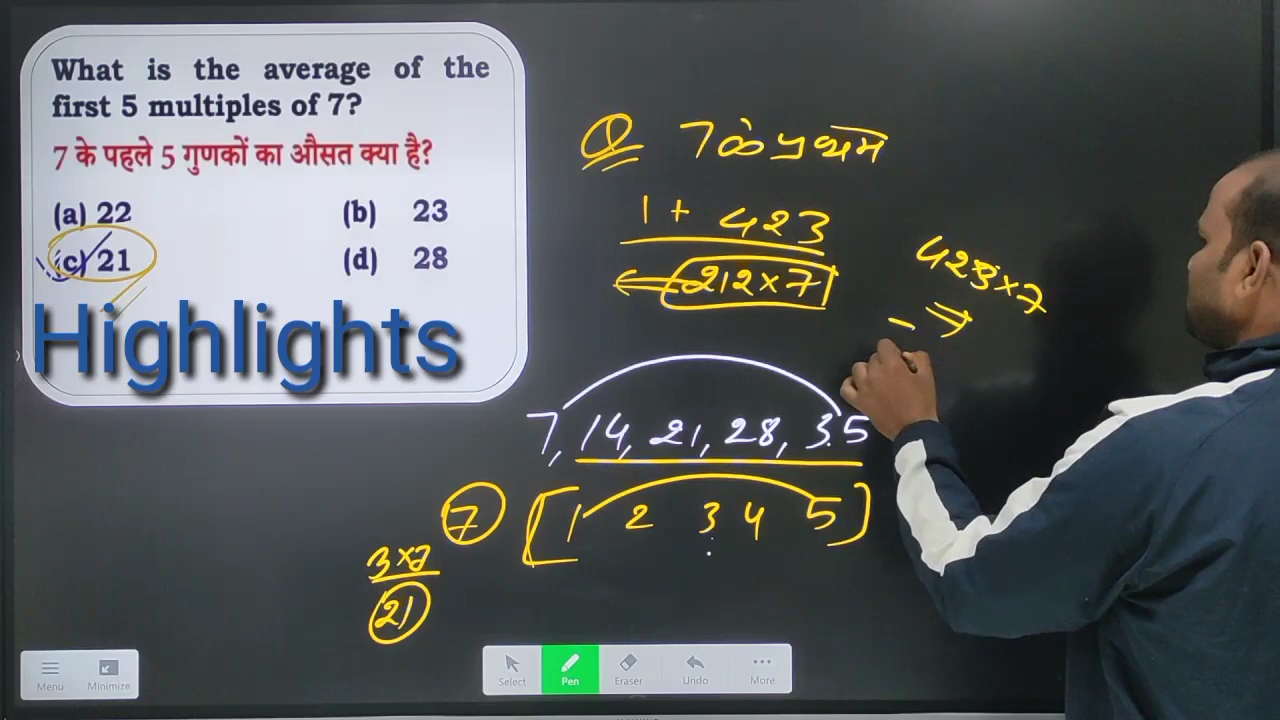 What is the average of the
first 5 multiples of 7?
7 के पहले 5 गुणकों का औसत क्या है?
(a) 22 (b) 23
(c) 21 (d) 28
Highlights
Q 7 के प्रथम
1 + 423
212 × 7
423 × 7
7, 14, 21, 28, 35
7 [1 2 3 4 5]
3 × 7
21
Menu Minimize
Select Pen Eraser Undo More